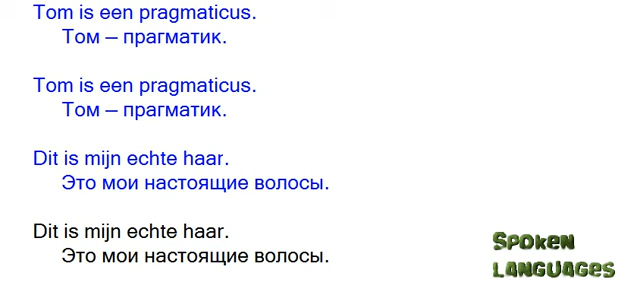 Tom is een pragmaticus.
Том – прагматик.
Tom is een pragmaticus.
Том – прагматик.
Dit is mijn echte haar.
Это мои настоящие волосы.
Dit is mijn echte haar.
Это мои настоящие волосы.
Spoken
Languages